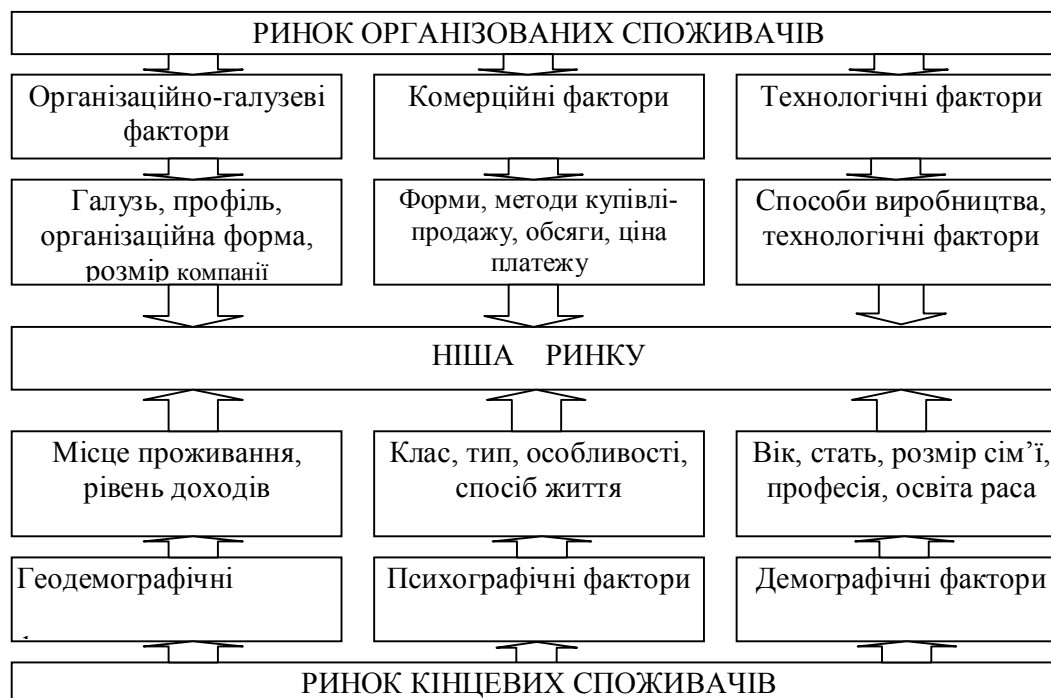 РИНОК ОРГАНІЗОВАНИХ СПОЖИВАЧІВ
Організаційно-галузеві
фактори
Комерційні фактори
Технологічні фактори
Галузь, профіль,
організаційна форма,
розмір компанії
Форми, методи купівлі-
продажу, обсяги, ціна
платежу
Способи виробництва,
технологічні фактори
НІША РИНКУ
Місце проживання,
рівень доходів
Клас, тип, особливості,
спосіб життя
Вік, стать, розмір сім’ї,
професія, освіта раса
Геодемографічні
Психографічні фактори
Демографічні фактори
РИНОК КІНЦЕВИХ СПОЖИВАЧІВ